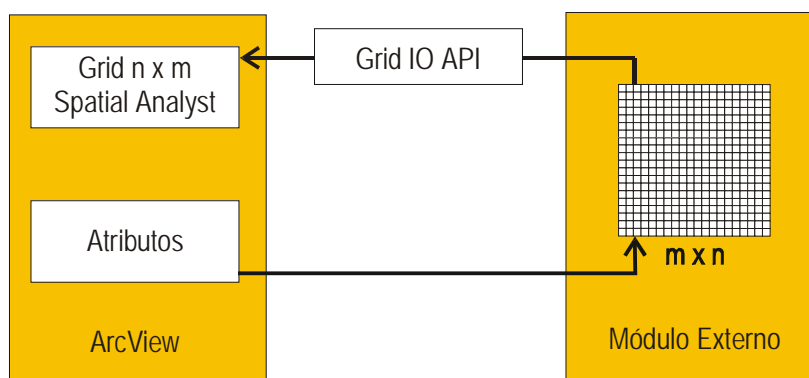 Grid n x m
Spatial Analyst
Grid IO API
Atributos
m x n
ArcView
Módulo Externo